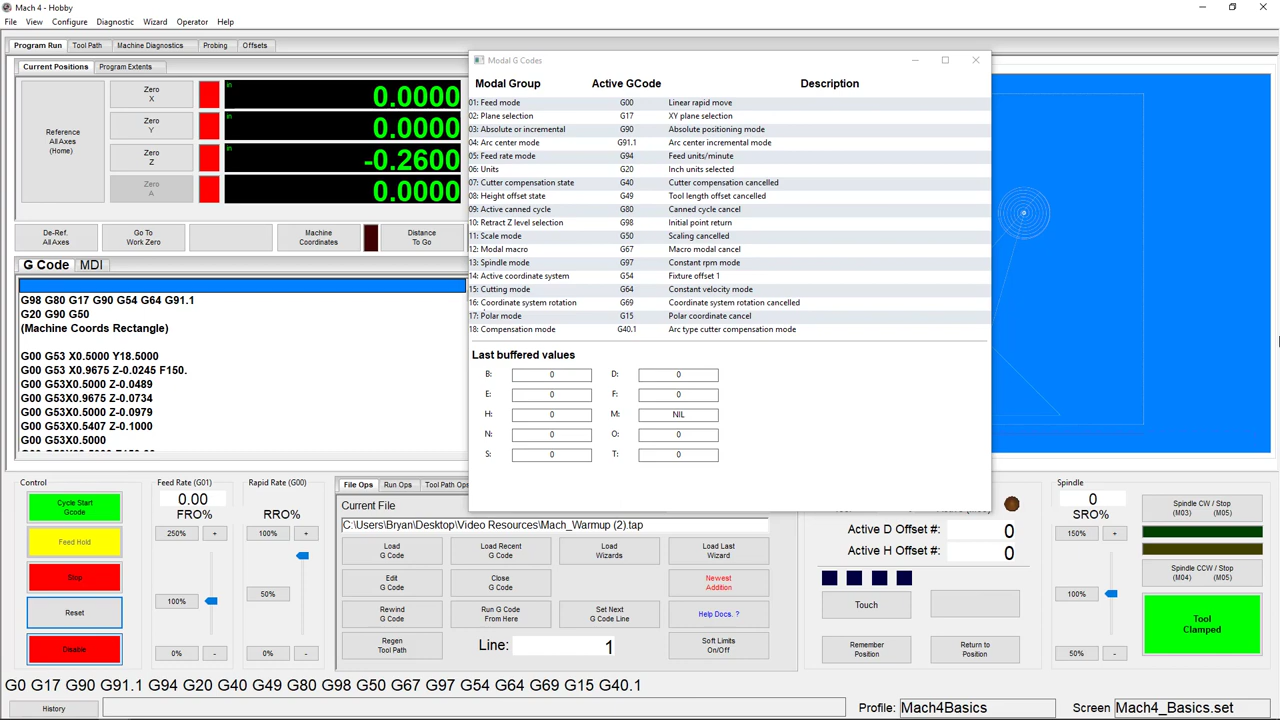 Mach 4 - Hobby
File View Configure Diagnostic Wizard Operator Help
Program Run Tool Path Machine Diagnostics Probing Offsets
Current Positions Program Extents
Reference
All Axes
(Home)
Zero
X
in 0.0000
Zero
Y
0.0000
Zero
Z
in -0.2600
Zero
A
0.0000
De-Ref.
All Axes
Go To
Work Zero
Machine
Coordinates
Distance
To Go
G Code MDI
G98 G80 G17 G90 G54 G64 G91.1
G20 G90 G50
(Machine Coords Rectangle)
G00 G53 X0.5000 Y18.5000
G00 G53 X0.9675 Z-0.0245 F150.
G00 G53X0.5000 Z-0.0489
G00 G53X0.9675 Z-0.0734
G00 G53X0.5000 Z-0.0979
G00 G53X0.5407 Z-0.1000
G00 G53X0.5000
Modal G Codes
Modal Group Active GCode Description
01: Feed mode G00 Linear rapid move
02: Plane selection G17 XY plane selection
03: Absolute or incremental G90 Absolute positioning mode
04: Arc center mode G91.1 Arc center incremental mode
05: Feed rate mode G94 Feed units/minute
06: Units G20 Inch units selected
07: Cutter compensation state G40 Cutter compensation cancelled
08: Height offset state G49 Tool length offset cancelled
09: Active canned cycle G80 Canned cycle cancel
10: Retract Z level selection G98 Initial point return
11: Scale mode G50 Scaling cancelled
12: Modal macro G67 Macro modal cancel
13: Spindle mode G97 Constant rpm mode
14: Active coordinate system G54 Fixture offset 1
15: Cutting mode G64 Constant velocity mode
16: Coordinate system rotation G69 Coordinate system rotation cancelled
17: Polar mode G15 Polar coordinate cancel
18: Compensation mode G40.1 Arc type cutter compensation mode
Last buffered values
B: 0 D: 0
E: 0 F: 0
H: 0 M: NIL
N: 0 O: 0
S: 0 T: 0
Control
Cycle Start
Gcode
Feed Hold
Stop
Reset
Disable
Feed Rate (G01)
0.00
FRO%
250% +
100%
0% -
Rapid Rate (G00)
RRO%
100% +
50%
0% -
File Ops Run Ops Tool Path Ops
Current File
C:\Users\Bryan\Desktop\Video Resources\Mach_Warmup (2).tap
Load
G Code
Load Recent
G Code
Load
Wizards
Load Last
Wizard
Edit
G Code
Close
G Code
Newest
Addition
Rewind
G Code
Run G Code
From Here
Set Next
G Code Line
Help Docs. ?
Regen
Tool Path
Line: 1
Soft Limits
On/Off
Active D Offset #: 0
Active H Offset #: 0
Touch
Remember
Position
Return to
Position
Spindle
0
SRO%
150% +
100%
50% -
Spindle CW / Stop
(M03) (M05)
Spindle CCW / Stop
(M04) (M05)
Tool
Clamped
G0 G17 G90 G91.1 G94 G20 G40 G49 G80 G98 G50 G67 G97 G54 G64 G69 G15 G40.1
History
Profile: Mach4Basics Screen Mach4_Basics.set